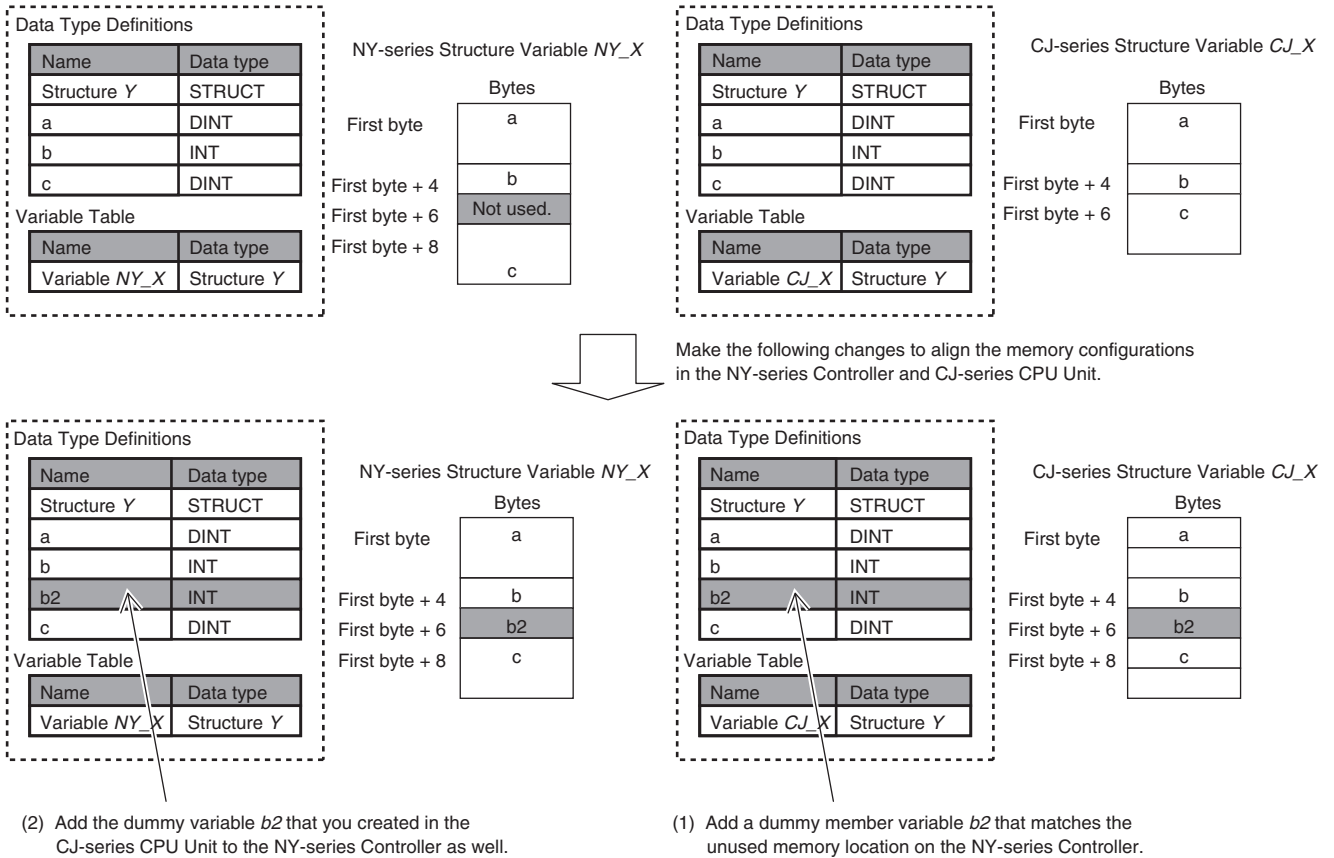 Data Type Definitions
Name Data type
Structure Y STRUCT
a DINT
b INT
c DINT
Variable Table
Name Data type
Variable NY_X Structure Y
NY-series Structure Variable NY_X
Bytes
First byte a
First byte + 4 b
First byte + 6 Not used.
First byte + 8
c
Data Type Definitions
Name Data type
Structure Y STRUCT
a DINT
b INT
c DINT
Variable Table
Name Data type
Variable CJ_X Structure Y
CJ-series Structure Variable CJ_X
Bytes
First byte a
First byte + 4 b
First byte + 6 c
Make the following changes to align the memory configurations
in the NY-series Controller and CJ-series CPU Unit.
Data Type Definitions
Name Data type
Structure Y STRUCT
a DINT
b INT
b2 INT
c DINT
Variable Table
Name Data type
Variable NY_X Structure Y
NY-series Structure Variable NY_X
Bytes
First byte a
First byte + 4 b
First byte + 6 b2
First byte + 8 c
Data Type Definitions
Name Data type
Structure Y STRUCT
a DINT
b INT
b2 INT
c DINT
Variable Table
Name Data type
Variable CJ_X Structure Y
CJ-series Structure Variable CJ_X
Bytes
First byte a
First byte + 4 b
First byte + 6 b2
First byte + 8 c
(2) Add the dummy variable b2 that you created in the
CJ-series CPU Unit to the NY-series Controller as well.
(1) Add a dummy member variable b2 that matches the
unused memory location on the NY-series Controller.